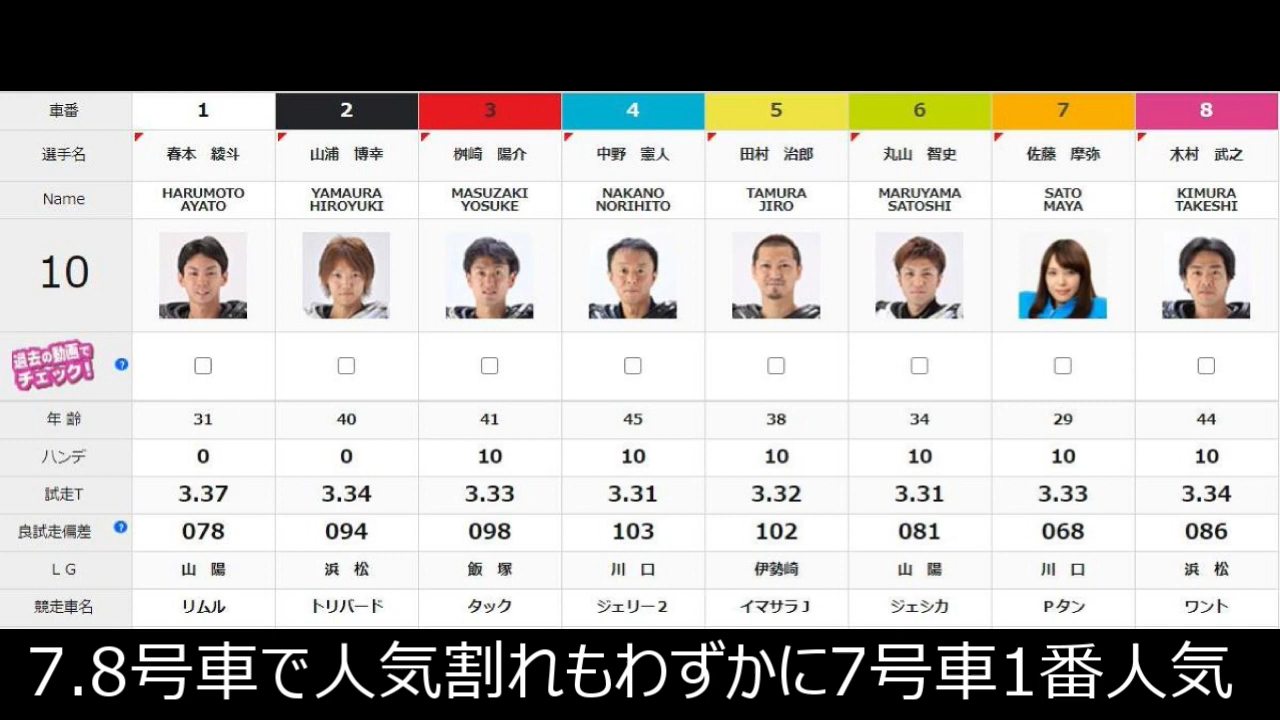 車番 1 2 3 4 5 6 7 8
選手名 春本 綾斗 山浦 博幸 桝崎 陽介 中野 憲人 田村 治郎 丸山 智史 佐藤 摩弥 木村 武之
Name HARUMOTO AYATO YAMAURA HIROYUKI MASUZAKI YOSUKE NAKANO NORIHITO TAMURA JIRO MARUYAMA SATOSHI SATO MAYA KIMURA TAKESHI
10
過去の動画で
チェック! ?
年齢 31 40 41 45 38 34 29 44
ハンデ 0 0 10 10 10 10 10 10
試走T 3.37 3.34 3.33 3.31 3.32 3.31 3.33 3.34
良試走偏差 ? 078 094 098 103 102 081 068 086
LG 山陽 浜松 飯塚 川口 伊勢崎 山陽 川口 浜松
競走車名 リムル トリバード タック ジェリー2 イマサラJ ジェシカ Pタン ワント
7.8号車で人気割れもわずかに7号車1番人気